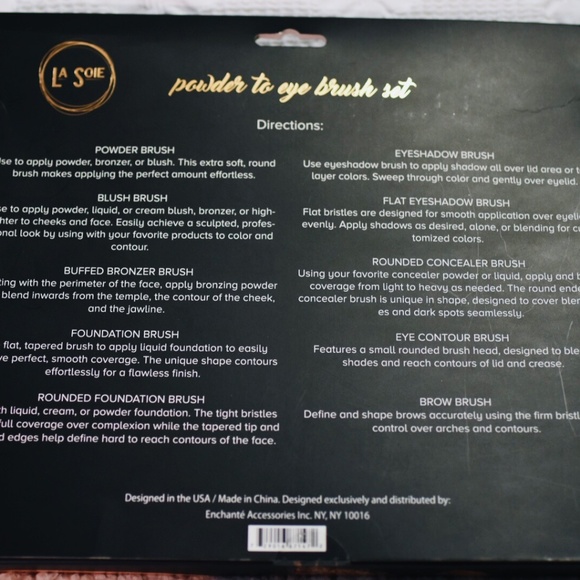 LA SOIE
powder to eye brush set
Directions:
POWDER BRUSH
to apply powder, bronzer, or blush. This extra soft, round
brush makes applying the perfect amount effortless.
BLUSH BRUSH
to apply powder, liquid, or cream blush, bronzer, or high-
to cheeks and face. Easily achieve a sculpted, profes-
look by using with your favorite products to color and
contour.
BUFFED BRONZER BRUSH
with the perimeter of the face, apply bronzing powder
blend inwards from the temple, the contour of the cheek,
and the jawline.
FOUNDATION BRUSH
flat, tapered brush to apply liquid foundation to easily
perfect, smooth coverage. The unique shape contours
effortlessly for a flawless finish.
ROUNDED FOUNDATION BRUSH
liquid, cream, or powder foundation. The tight bristles
full coverage over complexion while the tapered tip and
edges help define hard to reach contours of the face.
EYESHADOW BRUSH
Use eyeshadow brush to apply shadow all over lid area or
layer colors. Sweep through color and gently over eyelid.
FLAT EYESHADOW BRUSH
Flat bristles are designed for smooth application over
evenly. Apply shadows as desired, alone, or blending for
tomized colors.
ROUNDED CONCEALER BRUSH
Using your favorite concealer powder or liquid, apply and
coverage from light to heavy as needed. The round
concealer brush is unique in shape, designed to cover
es and dark spots seamlessly.
EYE CONTOUR BRUSH
Features a small rounded brush head, designed to
shades and reach contours of lid and crease.
BROW BRUSH
Define and shape brows accurately using the firm
control over arches and contours.
Designed in the USA / Made in China. Designed exclusively and distributed by:
Enchanté Accessories Inc. NY, NY 10016